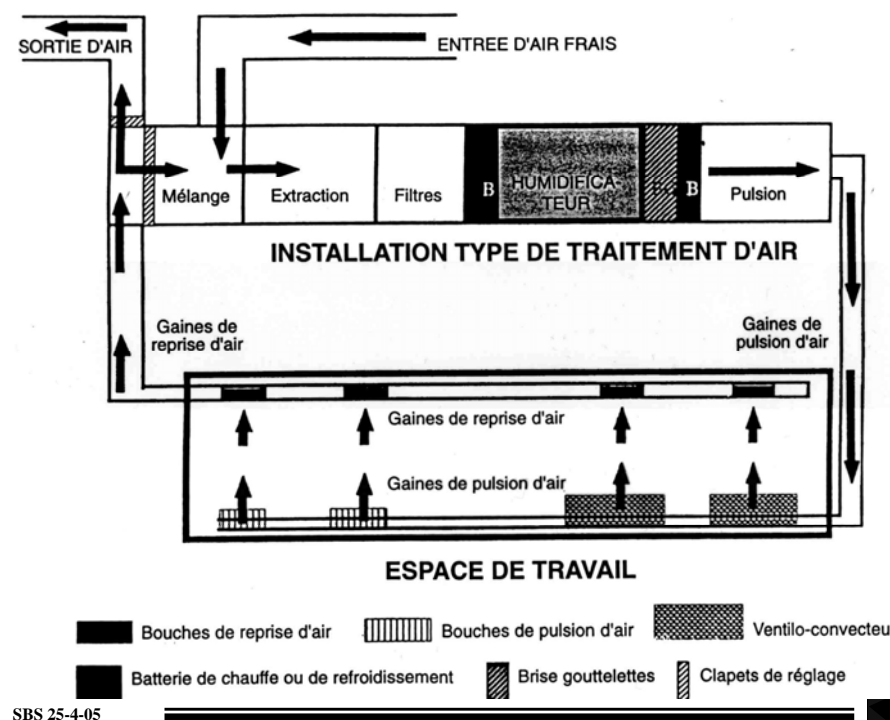 SORTIE D'AIR
ENTREE D'AIR FRAIS
Mélange
Extraction
Filtres
B
HUMIDIFICA-
TEUR
B
Pulsion
INSTALLATION TYPE DE TRAITEMENT D'AIR
Gaines de
reprise d'air
Gaines de
pulsion d'air
Gaines de reprise d'air
Gaines de pulsion d'air
ESPACE DE TRAVAIL
Bouches de reprise d'air
Bouches de pulsion d'air
Ventilo-convecteu
Batterie de chauffe ou de refroidissement
Brise gouttelettes
Clapets de réglage
SBS 25-4-05